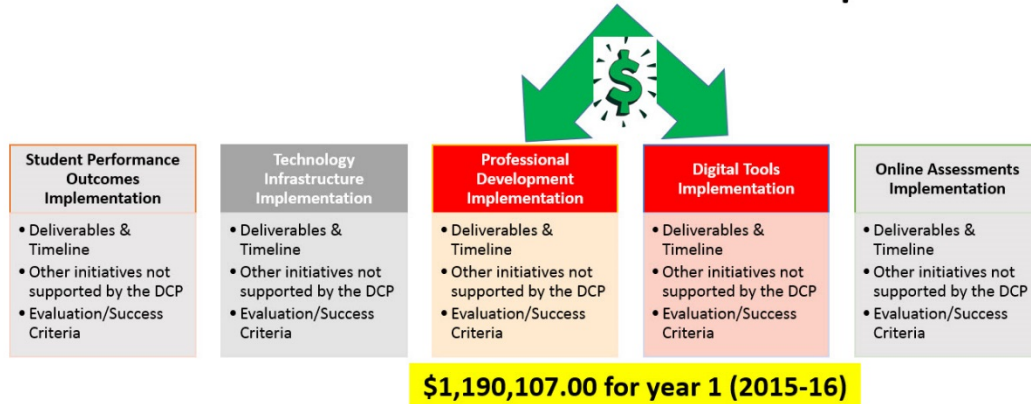 $
Student Performance
Outcomes
Implementation
• Deliverables &
Timeline
• Other initiatives not
supported by the DCP
• Evaluation/Success
Criteria
Technology
Infrastructure
Implementation
• Deliverables &
Timeline
• Other initiatives not
supported by the DCP
• Evaluation/Success
Criteria
Professional
Development
Implementation
• Deliverables &
Timeline
• Other initiatives not
supported by the DCP
• Evaluation/Success
Criteria
Digital Tools
Implementation
• Deliverables &
Timeline
• Other initiatives not
supported by the DCP
• Evaluation/Success
Criteria
Online Assessments
Implementation
• Deliverables &
Timeline
• Other initiatives not
supported by the DCP
• Evaluation/Success
Criteria
$1,190,107.00 for year 1 (2015-16)